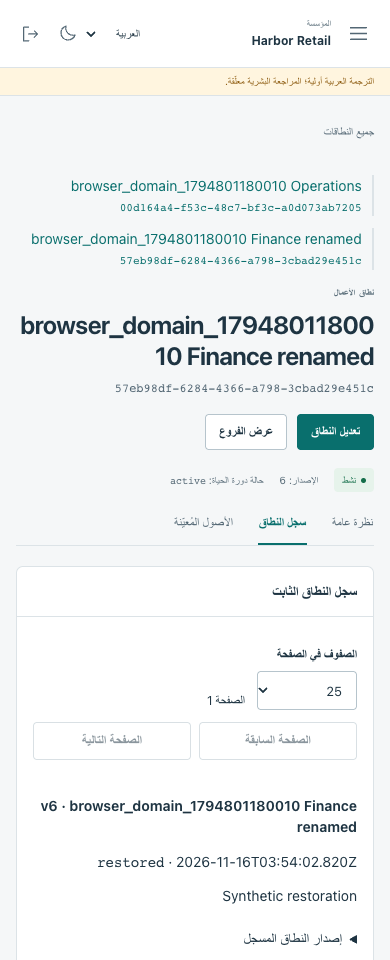 المؤسسة
Harbor Retail
العربية
الترجمة العربية أولية؛ المراجعة البشرية معلّقة.
جميع النطاقات
browser_domain_1794801180010 Operations
00d164a4-f53c-48c7-bf3c-a0d073ab7205
browser_domain_1794801180010 Finance renamed
57eb98df-6284-4366-a798-3cbad29e451c
نطاق الأعمال
browser_domain_17948011800
10 Finance renamed
57eb98df-6284-4366-a798-3cbad29e451c
تعديل النطاق
عرض الفروع
نشط
الإصدار: 6
حالة دورة الحياة: active
نظرة عامة
سجل النطاق
الأصول المُعيّنة
سجل النطاق الثابت
الصفوف في الصفحة
25
الصفحة 1
الصفحة السابقة
الصفحة التالية
v6 · browser_domain_1794801180010 Finance
renamed
restored · 2026-11-16T03:54:02.820Z
Synthetic restoration
إصدار النطاق المسجل